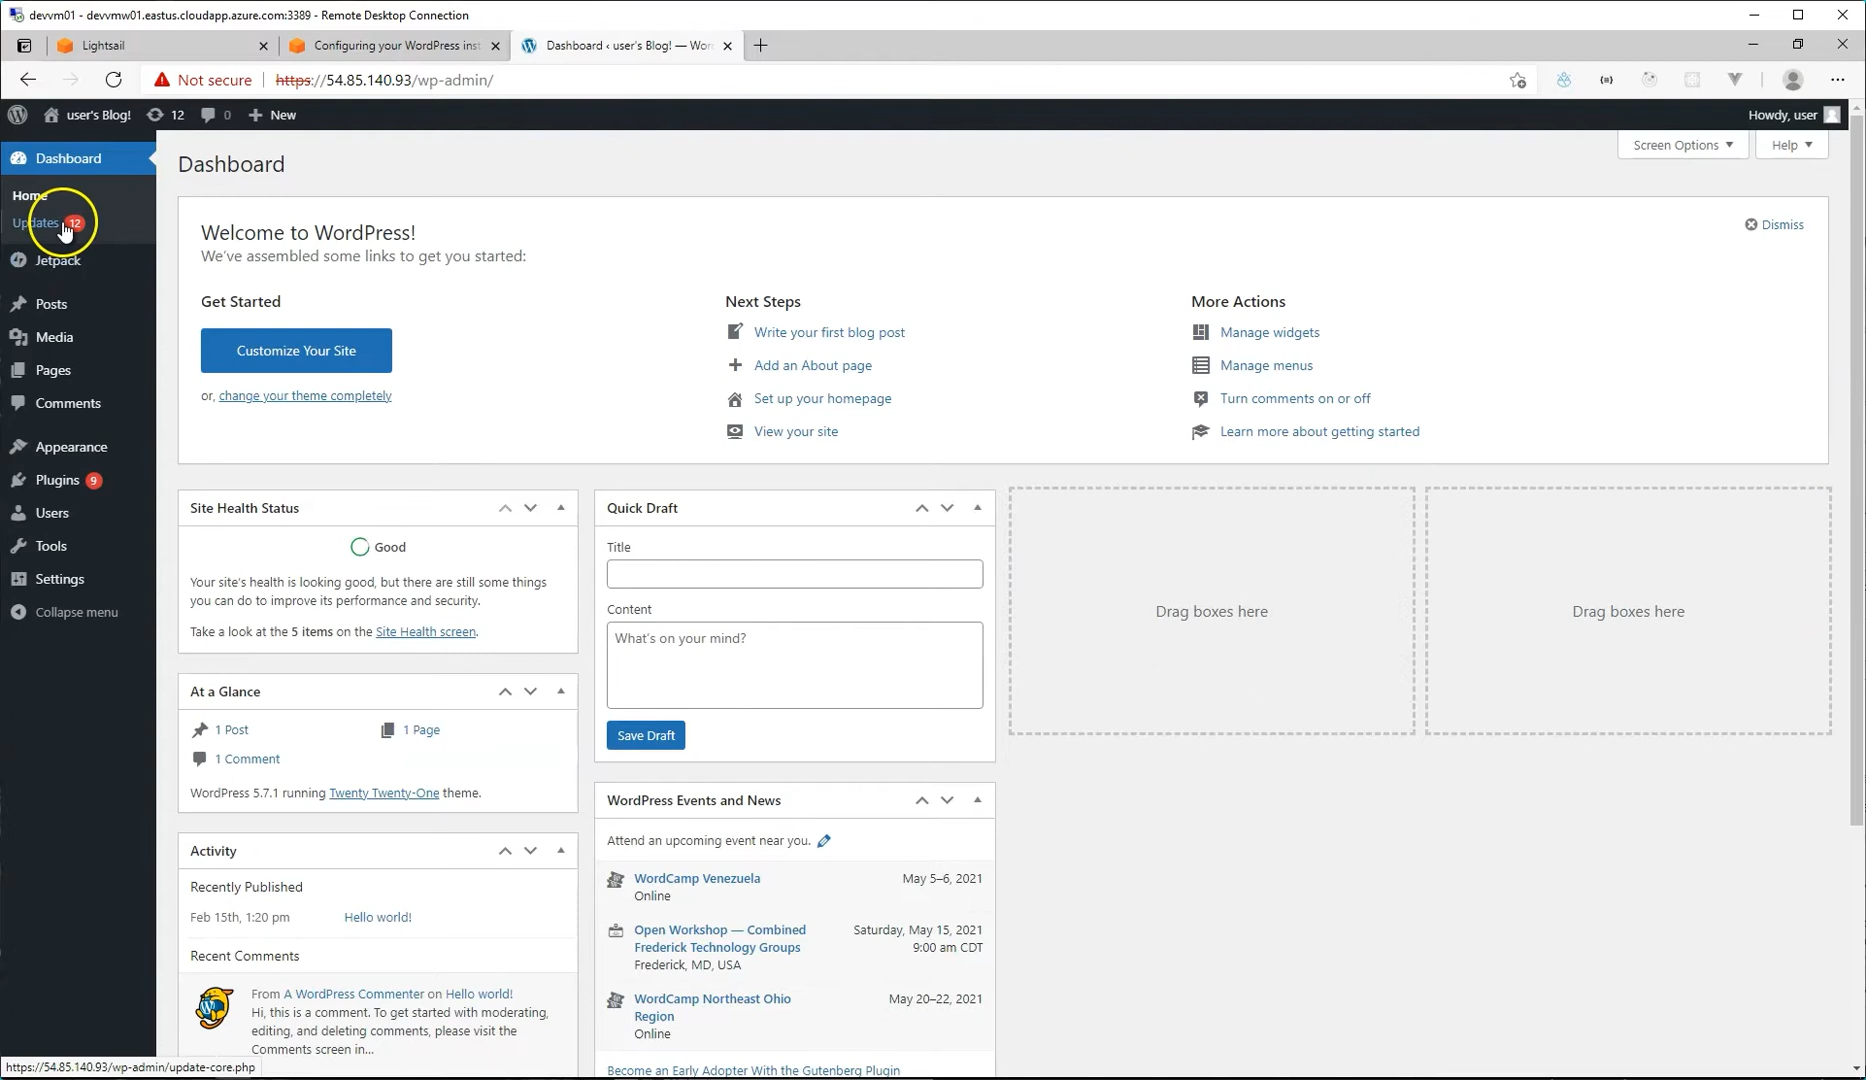 devvm01 - devvmw01.eastus.cloudapp.azure.com:3389 - Remote Desktop Connection
Lightsail
Configuring your WordPress inst
Dashboard ‹ user's Blog! — Wor
Not secure
https://54.85.140.93/wp-admin/
user's Blog!
12
0
New
Howdy, user
Dashboard
Home
Updates 12
Jetpack
Posts
Media
Pages
Comments
Appearance
Plugins 9
Users
Tools
Settings
Collapse menu
Dashboard
Screen Options
Help
Welcome to WordPress!
We've assembled some links to get you started:
Dismiss
Get Started
Customize Your Site
or, change your theme completely
Next Steps
Write your first blog post
Add an About page
Set up your homepage
View your site
More Actions
Manage widgets
Manage menus
Turn comments on or off
Learn more about getting started
Site Health Status
Good
Your site's health is looking good, but there are still some things
you can do to improve its performance and security.
Take a look at the 5 items on the Site Health screen.
At a Glance
1 Post
1 Page
1 Comment
WordPress 5.7.1 running Twenty Twenty-One theme.
Activity
Recently Published
Feb 15th, 1:20 pm
Hello world!
Recent Comments
From A WordPress Commenter on Hello world!
Hi, this is a comment. To get started with moderating,
editing, and deleting comments, please visit the
Comments screen in...
Quick Draft
Title
Content
What's on your mind?
Save Draft
WordPress Events and News
Attend an upcoming event near you.
WordCamp Venezuela
May 5–6, 2021
Online
Open Workshop — Combined
Frederick Technology Groups
Saturday, May 15, 2021
9:00 am CDT
Frederick, MD, USA
WordCamp Northeast Ohio
Region
May 20–22, 2021
Online
Become an Early Adopter With the Gutenberg Plugin
Drag boxes here
Drag boxes here
https://54.85.140.93/wp-admin/update-core.php